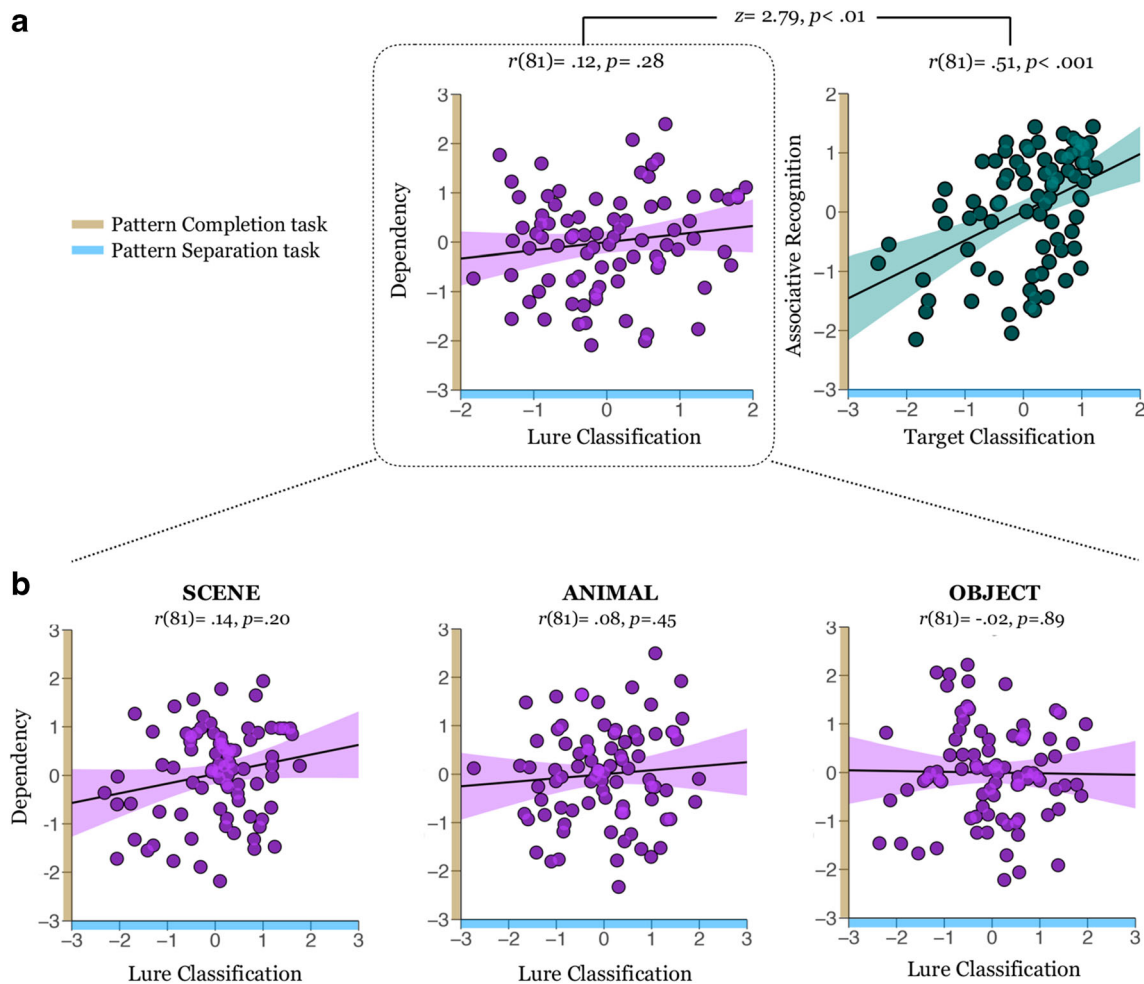 a
z= 2.79, p< .01
r(81)= .12, p= .28
r(81)= .51, p< .001
Pattern Completion task
Pattern Separation task
Dependency
3
2
1
0
−1
−2
−3
−2 −1 0 1 2
Lure Classification
Associative Recognition
2
1
0
−1
−2
−3
−3 −2 −1 0 1 2
Target Classification
b
SCENE
r(81)= .14, p=.20
Dependency
3
2
1
0
−1
−2
−3
−3 −2 −1 0 1 2 3
Lure Classification
ANIMAL
r(81)= .08, p=.45
3
2
1
0
−1
-2
−3
−3 −2 −1 0 1 2 3
Lure Classification
OBJECT
r(81)= -.02, p=.89
3
2
1
0
−1
−2
−3
−3 −2 −1 0 1 2 3
Lure Classification